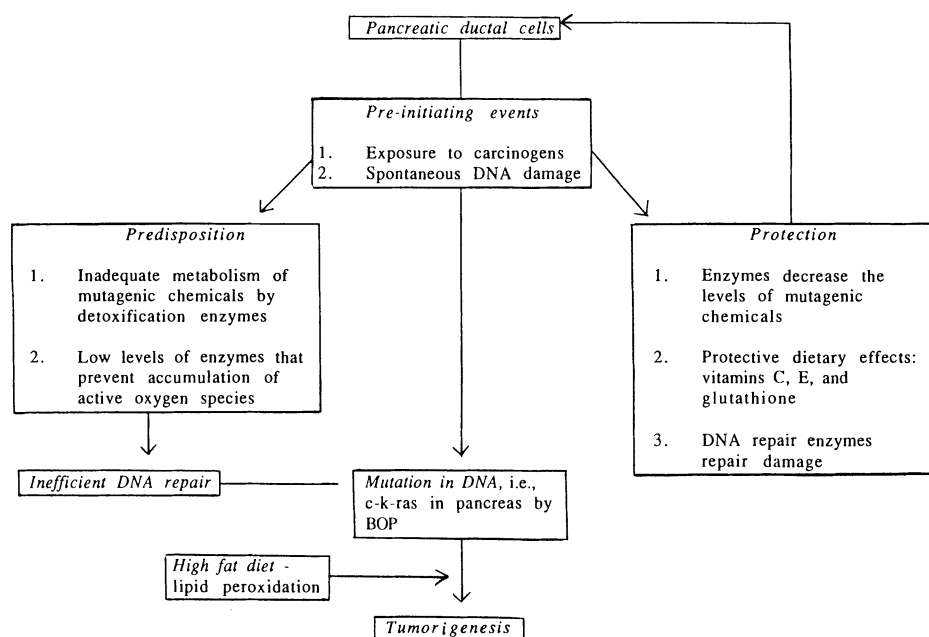 Pancreatic ductal cells
Pre-initiating events
1. Exposure to carcinogens
2. Spontaneous DNA damage
Predisposition
1. Inadequate metabolism of
mutagenic chemicals by
detoxification enzymes
2. Low levels of enzymes that
prevent accumulation of
active oxygen species
Protection
1. Enzymes decrease the
levels of mutagenic
chemicals
2. Protective dietary effects:
vitamins C, E, and
glutathione
3. DNA repair enzymes
repair damage
Inefficient DNA repair
Mutation in DNA, i.e.,
c-k-ras in pancreas by
BOP
High fat diet -
lipid peroxidation
Tumorigenesis